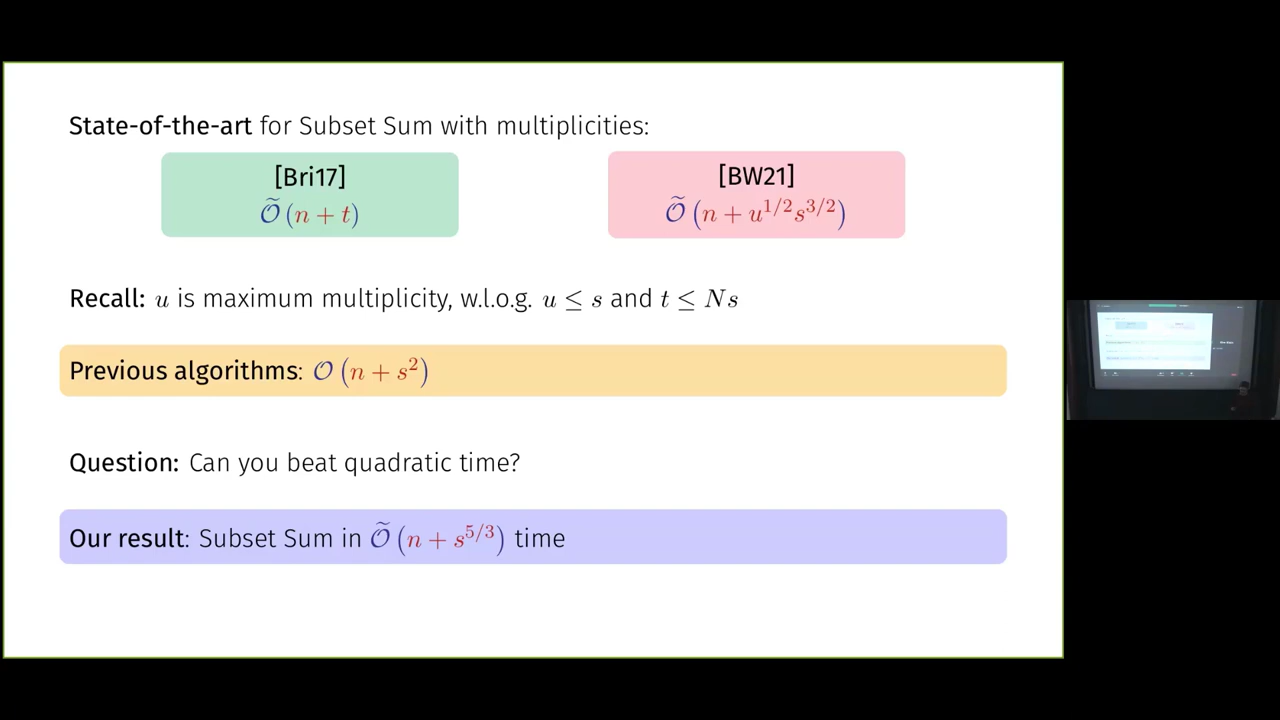 State-of-the-art for Subset Sum with multiplicities:
[Bri17]
Õ(n + t)
[BW21]
Õ(n + u^{1/2}s^{3/2})
Recall: u is maximum multiplicity, w.l.o.g. u ≤ s and t ≤ Ns
Previous algorithms: O(n + s^2)
Question: Can you beat quadratic time?
Our result: Subset Sum in Õ(n + s^{5/3}) time